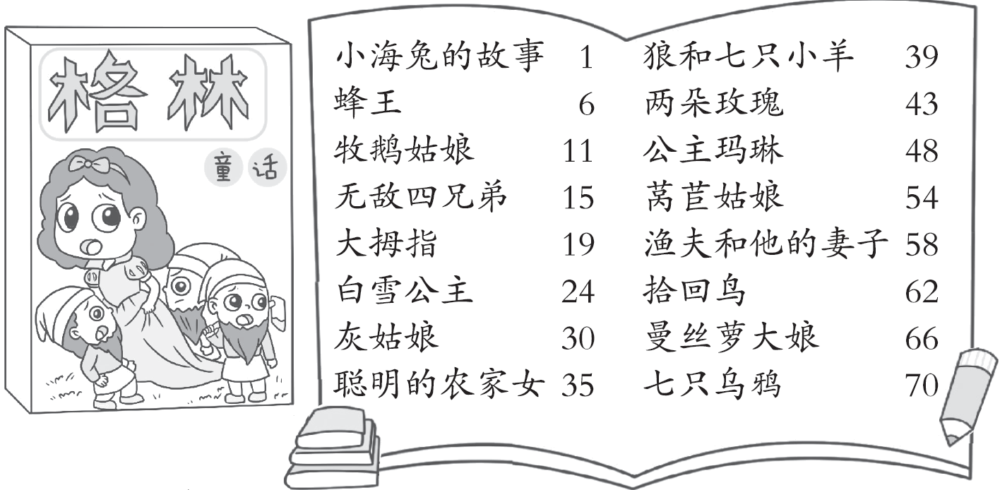 格林
童话
小海兔的故事 1
蜂王 6
牧鹅姑娘 11
无敌四兄弟 15
大拇指 19
白雪公主 24
灰姑娘 30
聪明的农家女 35
狼和七只小羊 39
两朵玫瑰 43
公主玛琳 48
莴苣姑娘 54
渔夫和他的妻子 58
拾回鸟 62
曼丝萝大娘 66
七只乌鸦 70